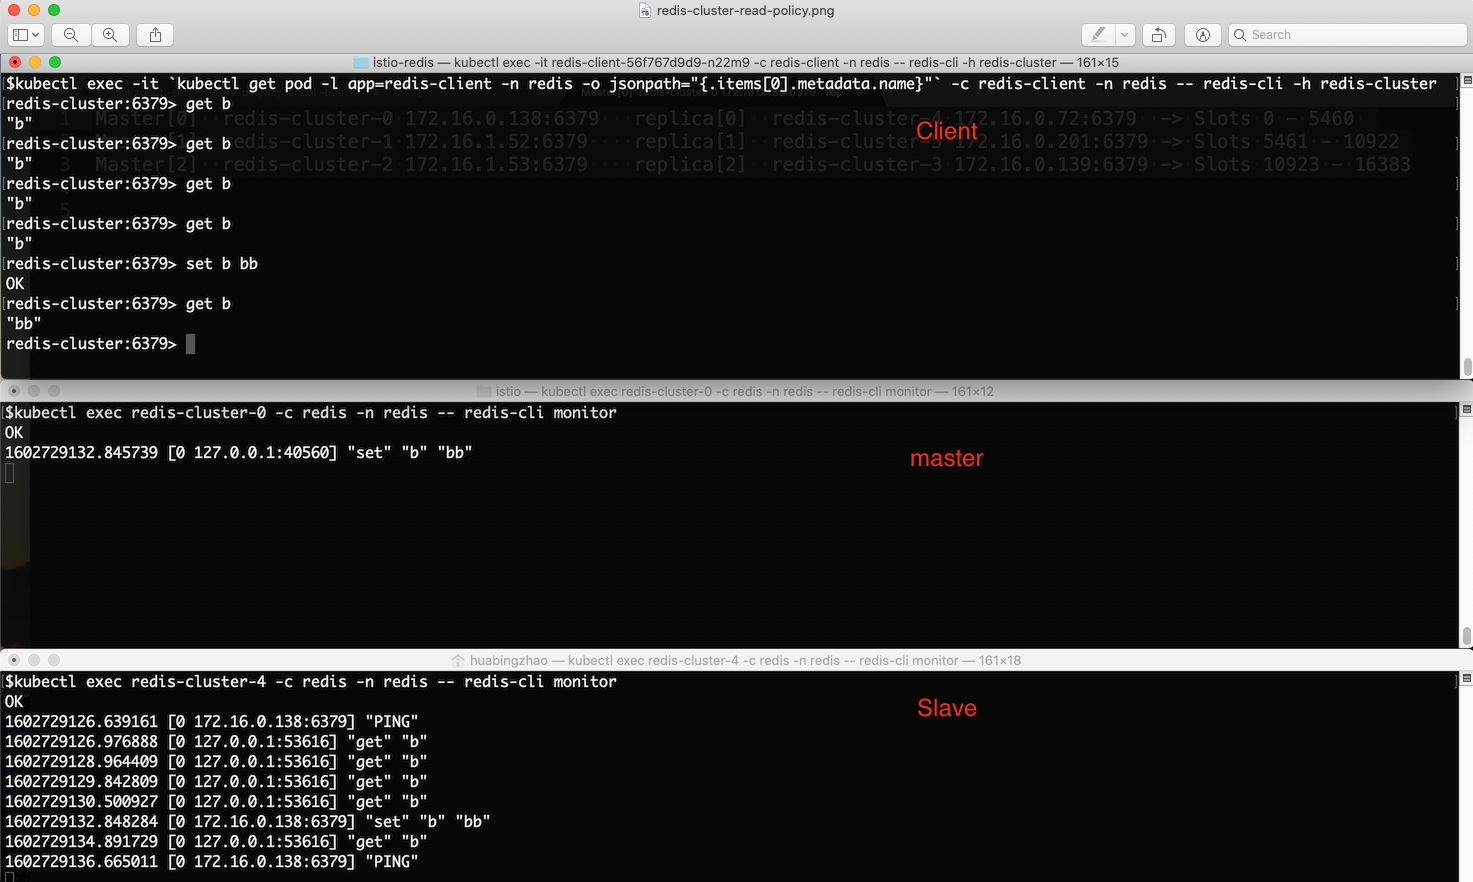 redis-cluster-read-policy.png
Search
istio-redis — kubectl exec -it redis-client-56f767d9d9-n22m9 -c redis-client -n redis -- redis-cli -h redis-cluster — 161×15
$kubectl exec -it `kubectl get pod -l app=redis-client -n redis -o jsonpath="{.items[0].metadata.name}"` -c redis-client -n redis -- redis-cli -h redis-cluster
redis-cluster:6379> get b
"b"
1 Master[0] redis-cluster-0 172.16.0.138:6379 replica[0] redis-cluster-4 172.16.0.72:6379 -> Slots 0 - 5460
Client
redis-cluster:6379> get b
Master[1] redis-cluster-1 172.16.1.52:6379 replica[1] redis-cluster-5 172.16.0.201:6379 -> Slots 5461 - 10922
"b"
3 Master[2] redis-cluster-2 172.16.1.53:6379 replica[2] redis-cluster-3 172.16.0.139:6379 -> Slots 10923 - 16383
redis-cluster:6379> get b
"b"
5
redis-cluster:6379> get b
"b"
redis-cluster:6379> set b bb
OK
redis-cluster:6379> get b
"bb"
redis-cluster:6379>
istio — kubectl exec redis-cluster-0 -c redis -n redis -- redis-cli monitor — 161×12
$kubectl exec redis-cluster-0 -c redis -n redis -- redis-cli monitor
OK
1602729132.845739 [0 127.0.0.1:40560] "set" "b" "bb"
master
huabingzhao — kubectl exec redis-cluster-4 -c redis -n redis -- redis-cli monitor — 161×18
$kubectl exec redis-cluster-4 -c redis -n redis -- redis-cli monitor
OK
Slave
1602729126.639161 [0 172.16.0.138:6379] "PING"
1602729126.976888 [0 127.0.0.1:53616] "get" "b"
1602729128.964409 [0 127.0.0.1:53616] "get" "b"
1602729129.842809 [0 127.0.0.1:53616] "get" "b"
1602729130.500927 [0 127.0.0.1:53616] "get" "b"
1602729132.848284 [0 172.16.0.138:6379] "set" "b" "bb"
1602729134.891729 [0 127.0.0.1:53616] "get" "b"
1602729136.665011 [0 172.16.0.138:6379] "PING"